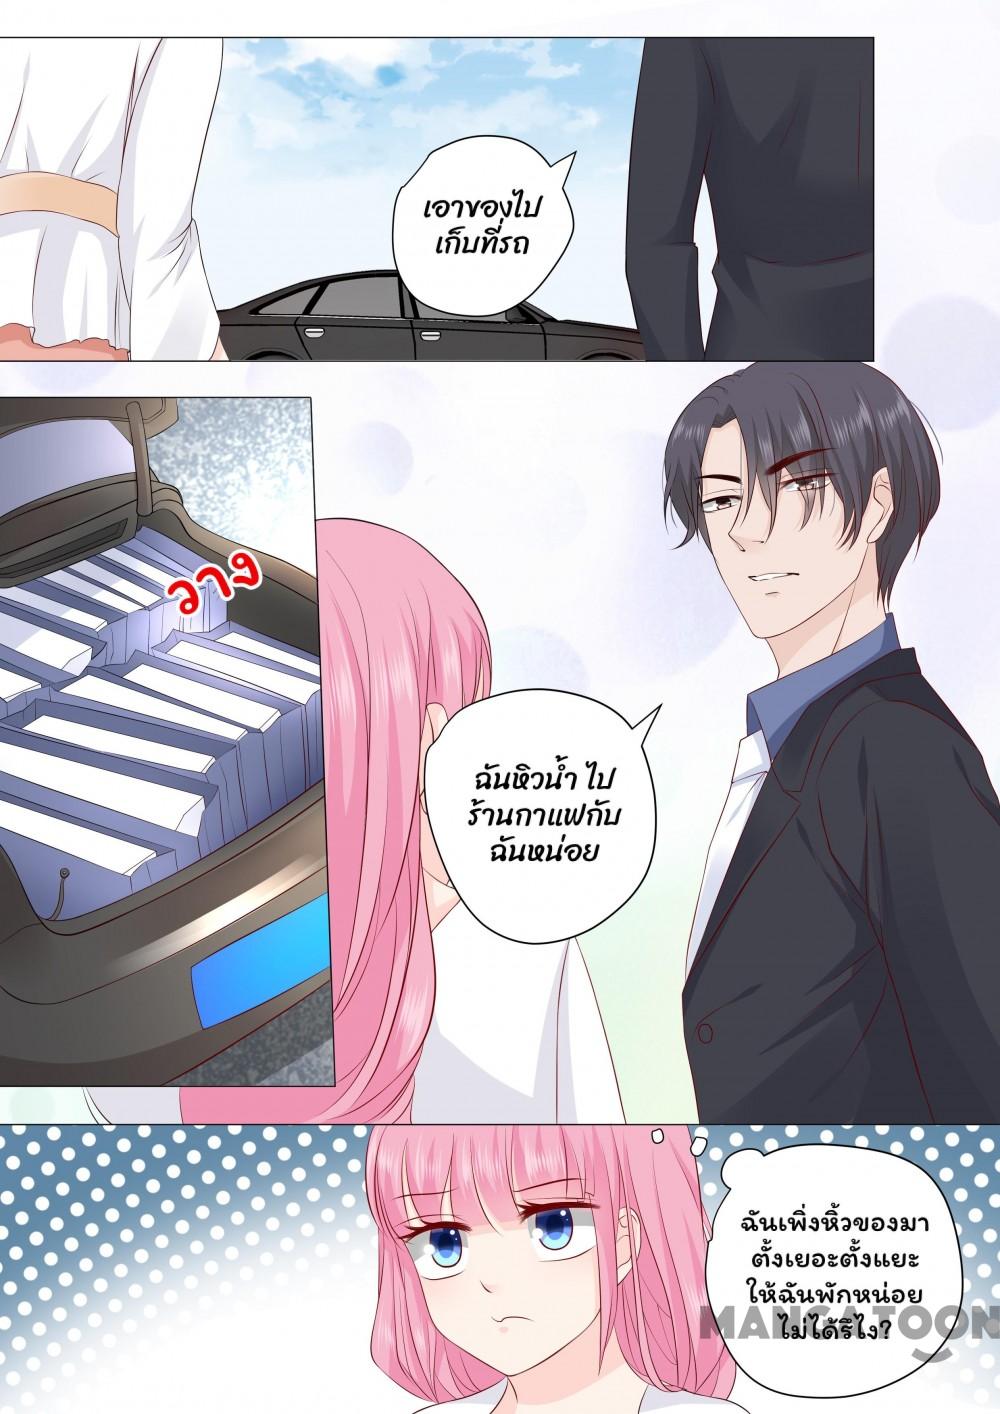 เอาของไป
เก็บที่รถ
วาง
ฉันหิวน้ำ ไป
ร้านกาแฟกับ
ฉันหน่อย
ฉันเพิ่งหิ้วของมา
ตั้งเยอะตั้งแยะ
ให้ฉันพักหน่อย
ไม่ได้รึไง?
MANGATOON